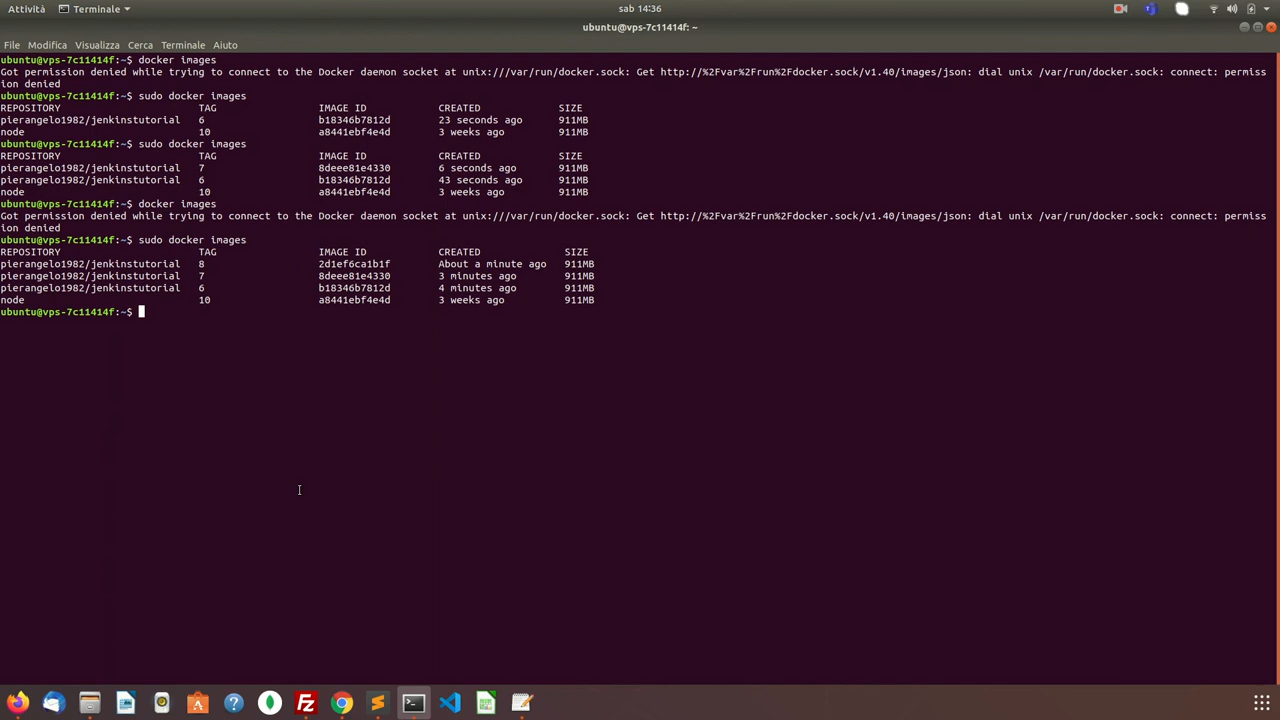 Attività Terminale sab 14:36
ubuntu@vps-7c11414f: ~
File Modifica Visualizza Cerca Terminale Aiuto
ubuntu@vps-7c11414f:~$ docker images
Got permission denied while trying to connect to the Docker daemon socket at unix:///var/run/docker.sock: Get http://%2Fvar%2Frun%2Fdocker.sock/v1.40/images/json: dial unix /var/run/docker.sock: connect: permiss
ion denied
ubuntu@vps-7c11414f:~$ sudo docker images
REPOSITORY TAG IMAGE ID CREATED SIZE
pierangelo1982/jenkinstutorial 6 b18346b7812d 23 seconds ago 911MB
node 10 a8441ebf4e4d 3 weeks ago 911MB
ubuntu@vps-7c11414f:~$ sudo docker images
REPOSITORY TAG IMAGE ID CREATED SIZE
pierangelo1982/jenkinstutorial 7 8deee81e4330 6 seconds ago 911MB
pierangelo1982/jenkinstutorial 6 b18346b7812d 43 seconds ago 911MB
node 10 a8441ebf4e4d 3 weeks ago 911MB
ubuntu@vps-7c11414f:~$ docker images
Got permission denied while trying to connect to the Docker daemon socket at unix:///var/run/docker.sock: Get http://%2Fvar%2Frun%2Fdocker.sock/v1.40/images/json: dial unix /var/run/docker.sock: connect: permiss
ion denied
ubuntu@vps-7c11414f:~$ sudo docker images
REPOSITORY TAG IMAGE ID CREATED SIZE
pierangelo1982/jenkinstutorial 8 2d1ef6ca1b1f About a minute ago 911MB
pierangelo1982/jenkinstutorial 7 8deee81e4330 3 minutes ago 911MB
pierangelo1982/jenkinstutorial 6 b18346b7812d 4 minutes ago 911MB
node 10 a8441ebf4e4d 3 weeks ago 911MB
ubuntu@vps-7c11414f:~$